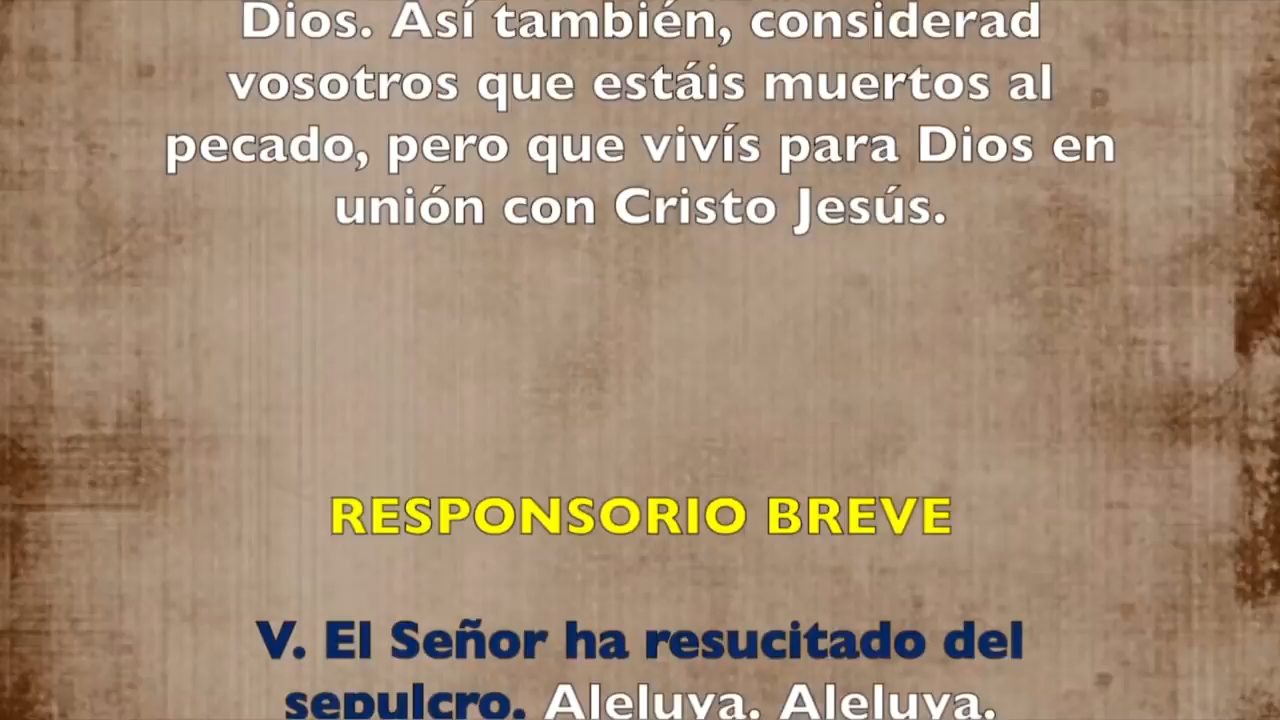 Dios. Así también, considerad
vosotros que estáis muertos al
pecado, pero que vivís para Dios en
unión con Cristo Jesús.
RESPONSORIO BREVE
V. El Señor ha resucitado del
sepulcro. Aleluya. Aleluya.